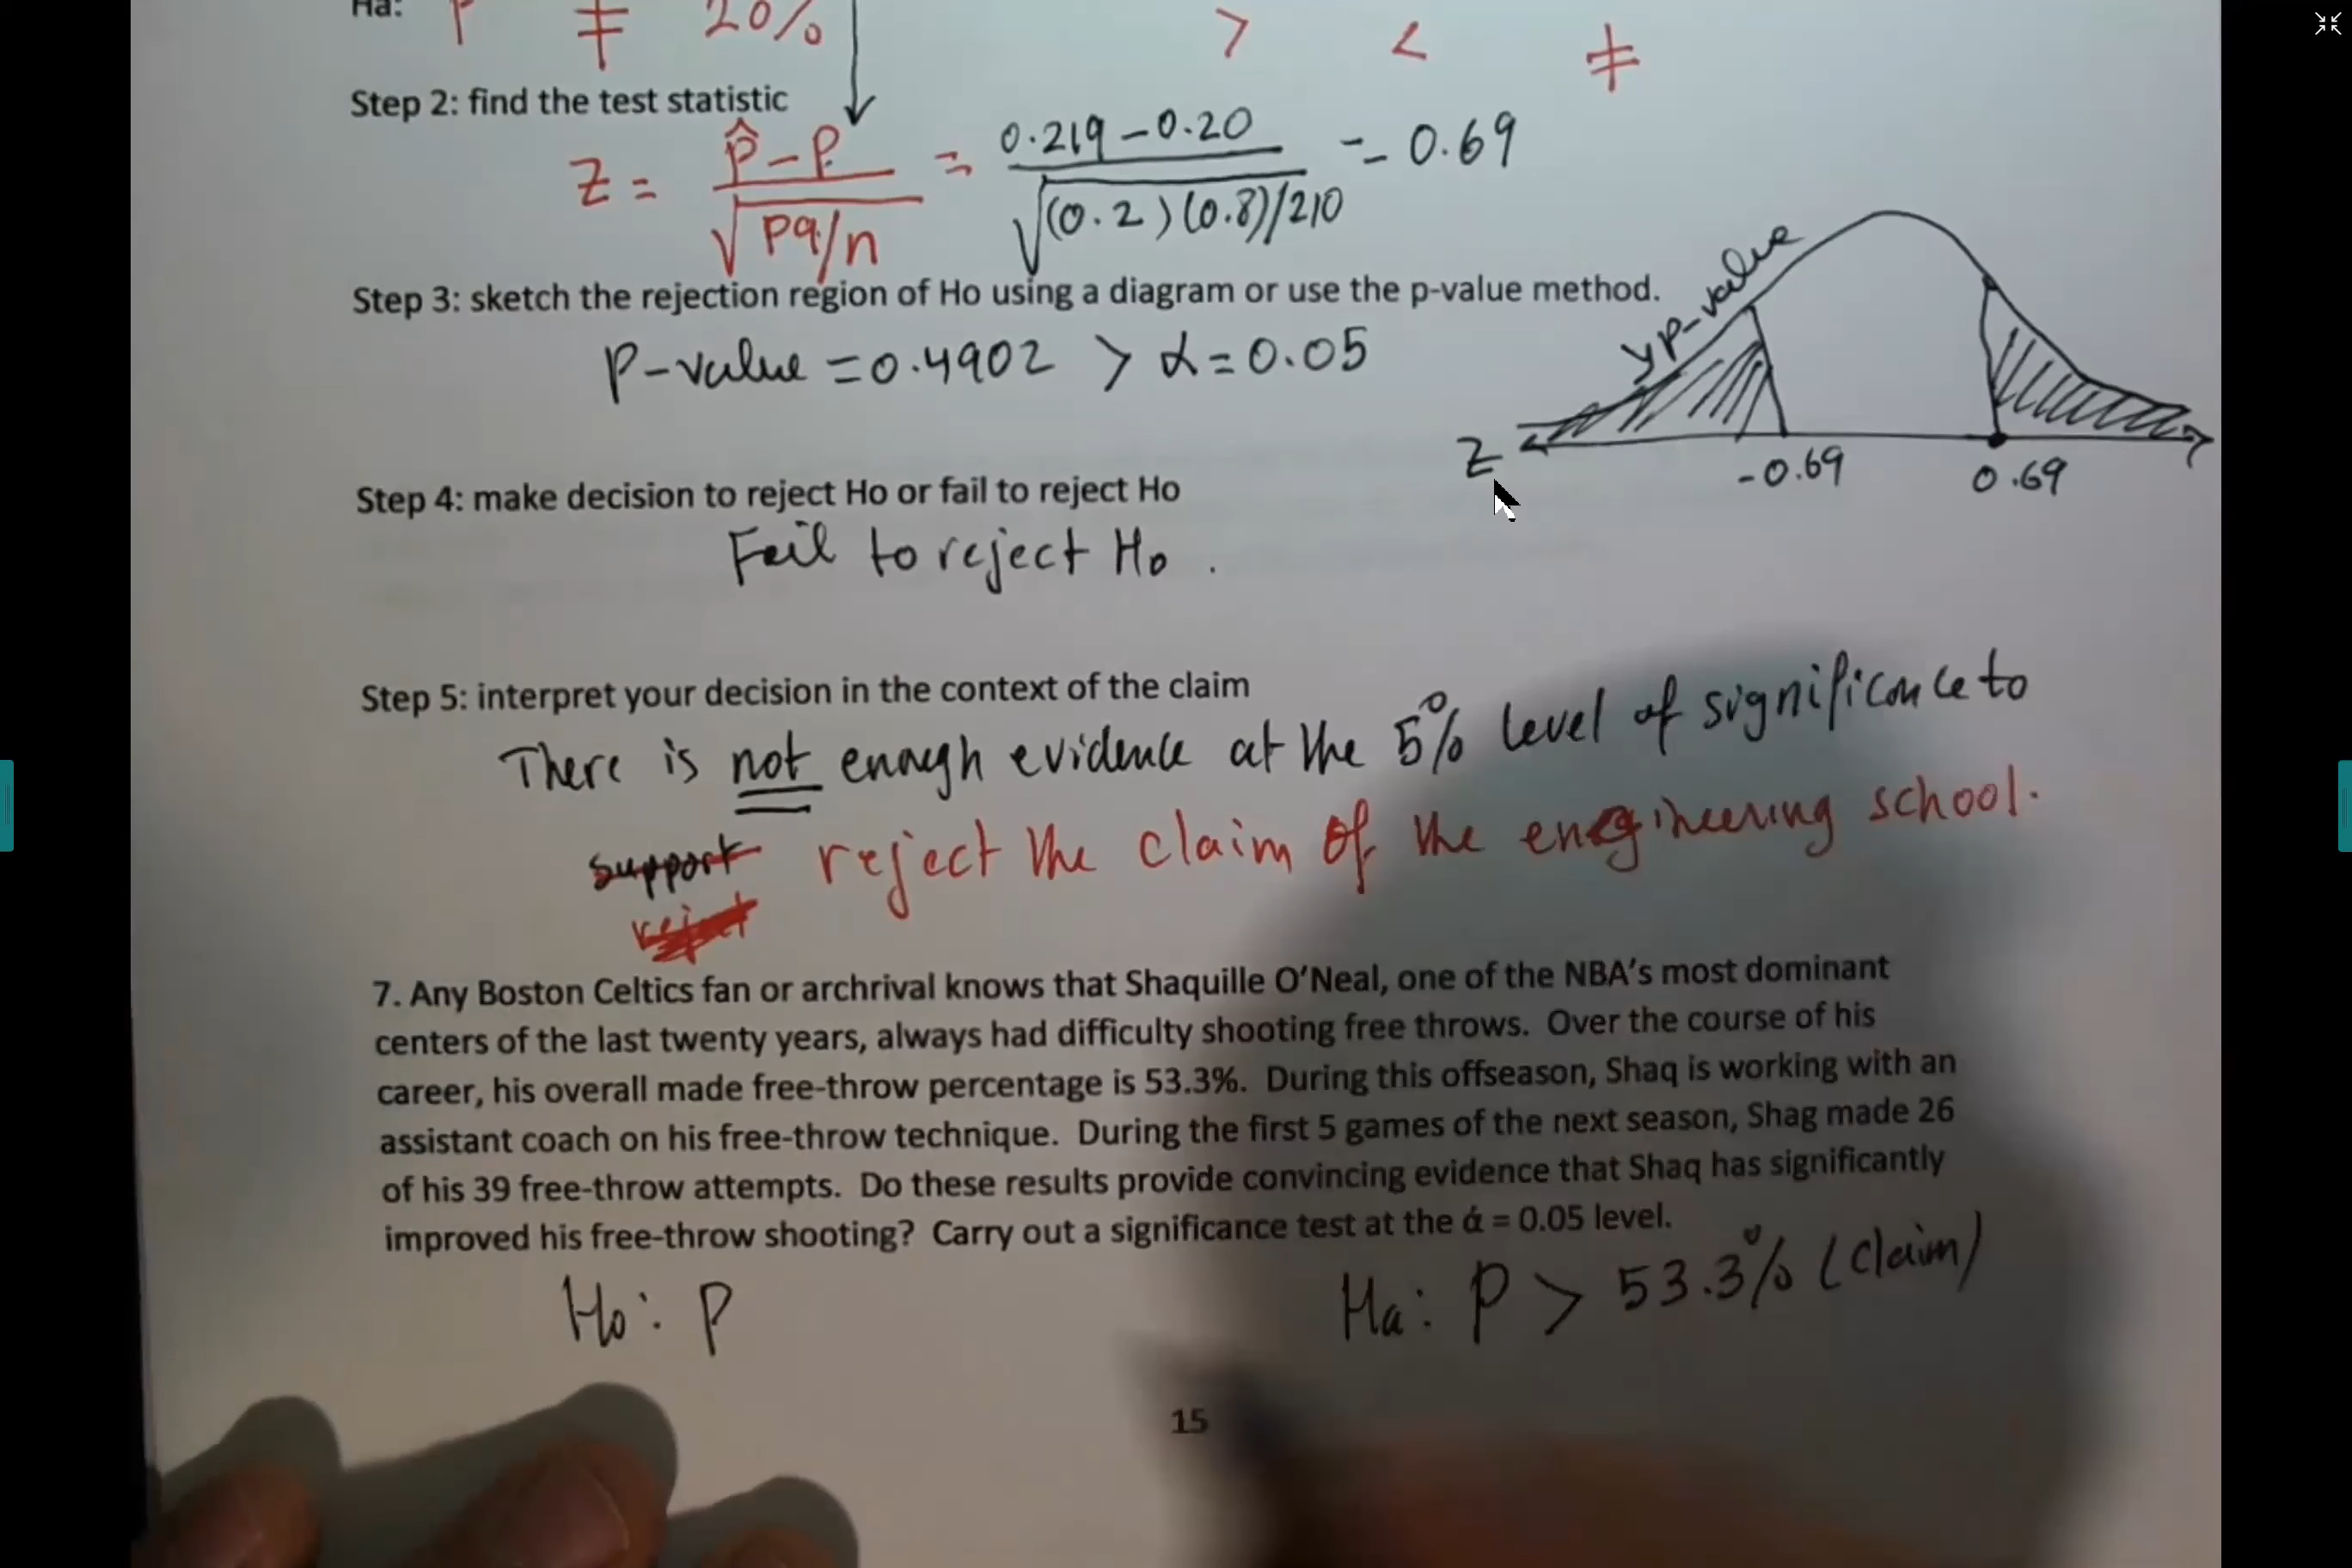 Ha: P ≠ 20% > < ≠
Step 2: find the test statistic
Z = p̂ - p / √pq/n = 0.219 - 0.20 / √(0.2)(0.8)/210 = 0.69
Step 3: sketch the rejection region of Ho using a diagram or use the p-value method.
P-value = 0.4902 > α = 0.05
p-value
Z -0.69 0.69
Step 4: make decision to reject Ho or fail to reject Ho
Fail to reject Ho.
Step 5: interpret your decision in the context of the claim
There is not enough evidence at the 5% level of significance to
support reject the claim of the engineering school.
reject
7. Any Boston Celtics fan or archrival knows that Shaquille O'Neal, one of the NBA's most dominant
centers of the last twenty years, always had difficulty shooting free throws. Over the course of his
career, his overall made free-throw percentage is 53.3%. During this offseason, Shaq is working with an
assistant coach on his free-throw technique. During the first 5 games of the next season, Shag made 26
of his 39 free-throw attempts. Do these results provide convincing evidence that Shaq has significantly
improved his free-throw shooting? Carry out a significance test at the ά = 0.05 level.
Ho: P Ha: P > 53.3% (claim)
15